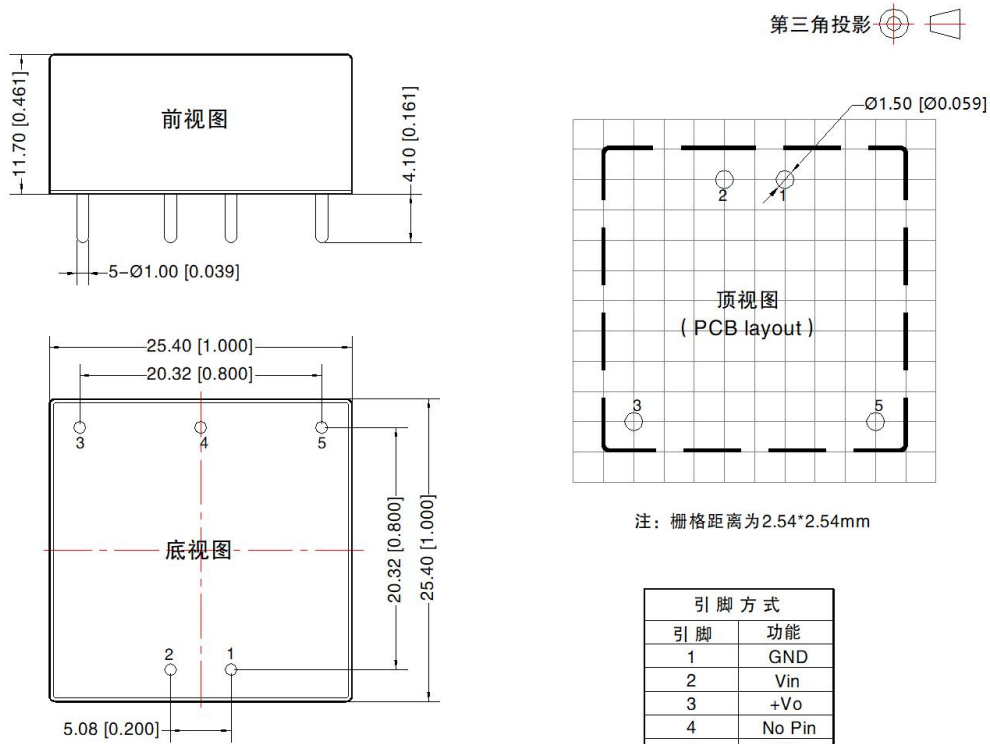 第三角投影
11.70 [0.461]
前视图
4.10 [0.161]
5-Ø1.00 [0.039]
Ø1.50 [Ø0.059]
2
1
顶视图
( PCB layout )
3
5
注: 栅格距离为2.54*2.54mm
25.40 [1.000]
20.32 [0.800]
3
4
5
底视图
20.32 [0.800]
25.40 [1.000]
2
1
5.08 [0.200]
引脚方式
引脚 功能
1 GND
2 Vin
3 +Vo
4 No Pin